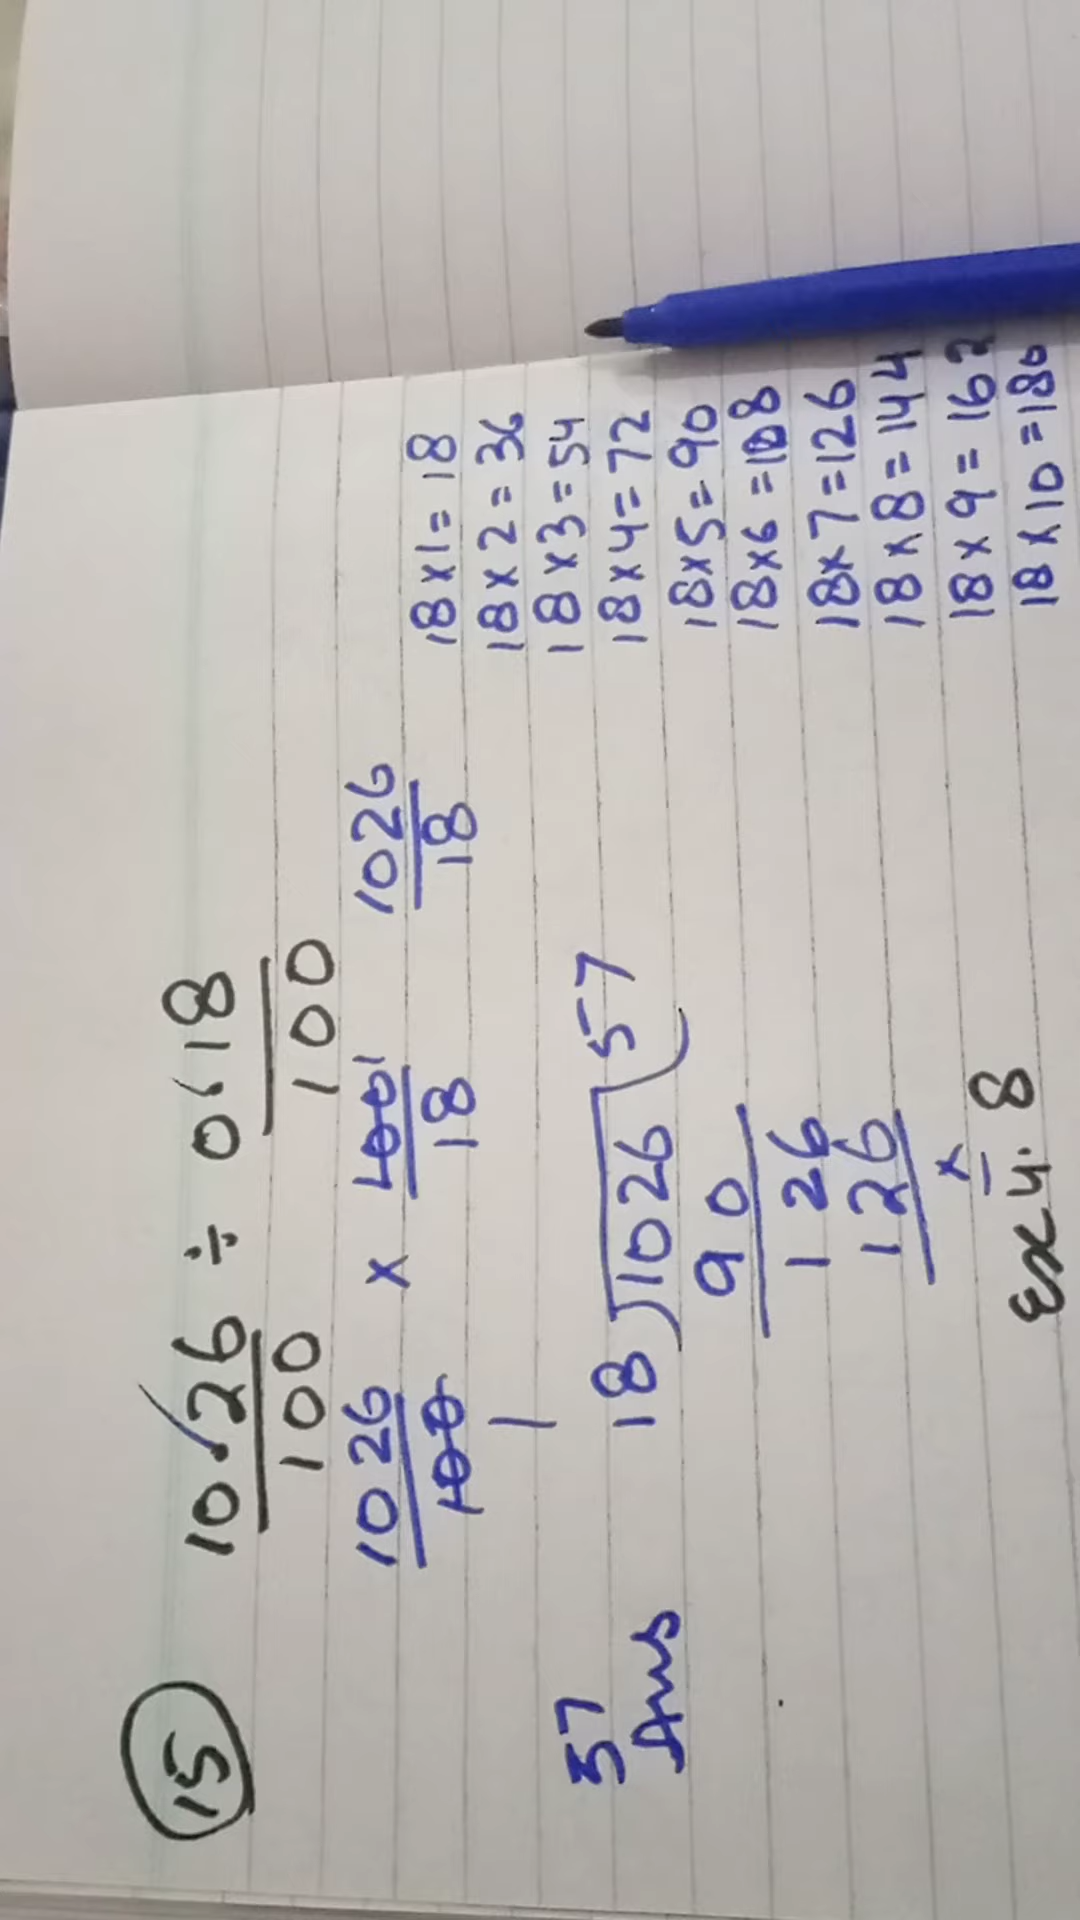 15
10.26 ÷ 0.18
100 100
1026 × 100 1 1026
100 18 18
1
57
Ans
18 ) 1026 ( 57
90
126
126
×
Ex 4.8
18 × 1 = 18
18 × 2 = 36
18 × 3 = 54
18 × 4 = 72
18 × 5 = 90
18 × 6 = 108
18 × 7 = 126
18 × 8 = 144
18 × 9 = 162
18 × 10 = 180